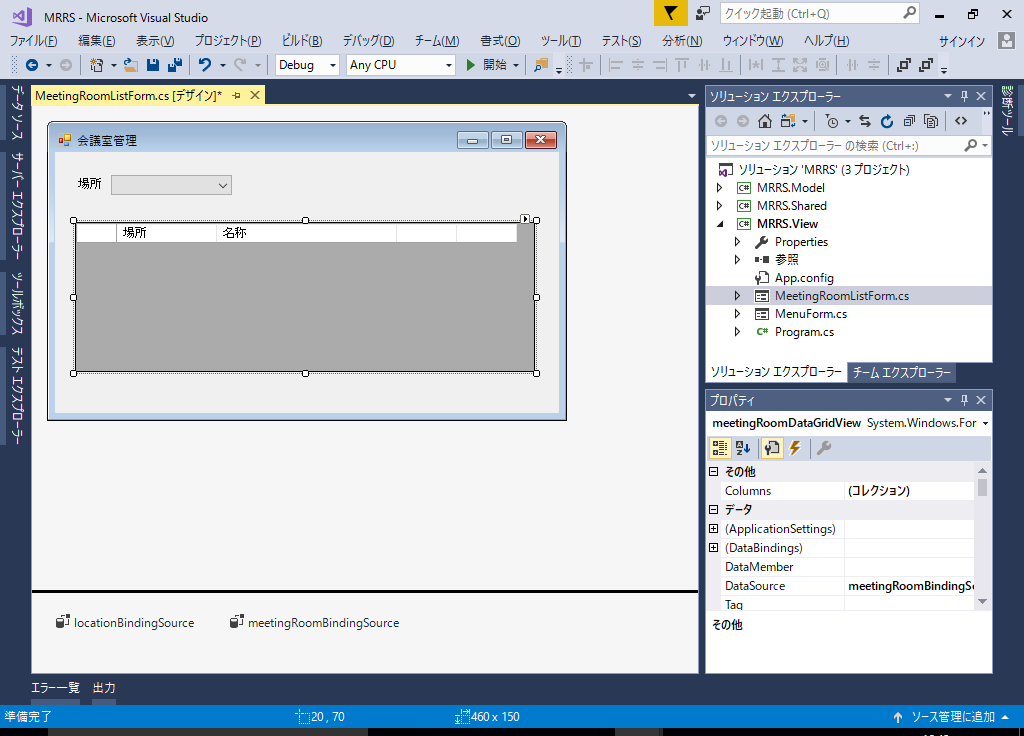 MRRS - Microsoft Visual Studio
クイック起動 (Ctrl+Q)
ファイル(F) 編集(E) 表示(V) プロジェクト(P) ビルド(B) デバッグ(D) チーム(M) 書式(O) ツール(T) テスト(S) 分析(N) ウィンドウ(W) ヘルプ(H) サインイン
Debug Any CPU 開始
データ ソース
サーバー エクスプローラー
ツールボックス
テスト エクスプローラー
MeetingRoomListForm.cs [デザイン]*
会議室管理
場所
場所 名称
locationBindingSource meetingRoomBindingSource
ソリューション エクスプローラー
ソリューション エクスプローラー の検索 (Ctrl+:)
ソリューション 'MRRS' (3 プロジェクト)
C# MRRS.Model
C# MRRS.Shared
C# MRRS.View
Properties
参照
App.config
MeetingRoomListForm.cs
MenuForm.cs
C# Program.cs
ソリューション エクスプローラー チーム エクスプローラー
プロパティ
meetingRoomDataGridView System.Windows.For
その他
Columns (コレクション)
データ
(ApplicationSettings)
(DataBindings)
DataMember
DataSource meetingRoomBindingS
Tag
その他
診断ツール
エラー一覧 出力
準備完了 20 , 70 460 x 150 ソース管理に追加